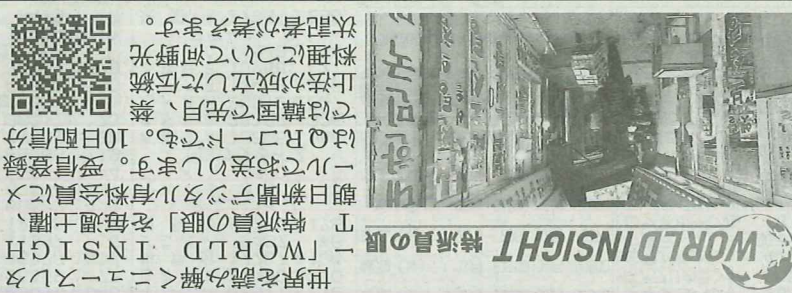 WORLD INSIGHT 特派員の眼
世界を読み解くニュースレタ
ー「WORLD INSIGH
T 特派員の眼」を毎週土曜、
朝日新聞デジタル有料会員にメ
ールでお送りします。受信登録
はQRコードでも。10日配信分
では韓国で先月、禁
止法が成立した伝統
料理について河野光
汰記者が考えます。